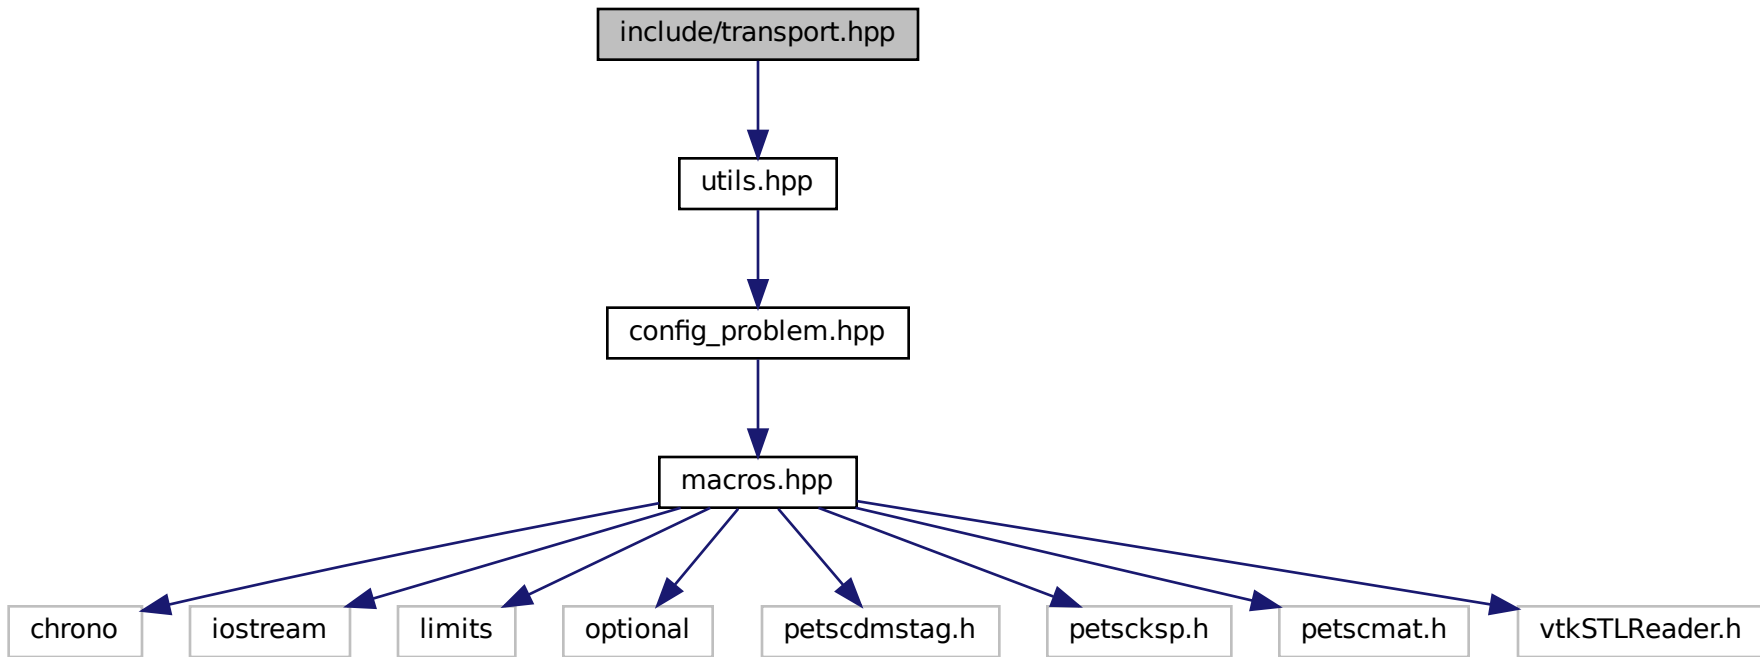 include/transport.hpp
utils.hpp
config_problem.hpp
macros.hpp
chrono
iostream
limits
optional
petscdmstag.h
petscksp.h
petscmat.h
vtkSTLReader.h